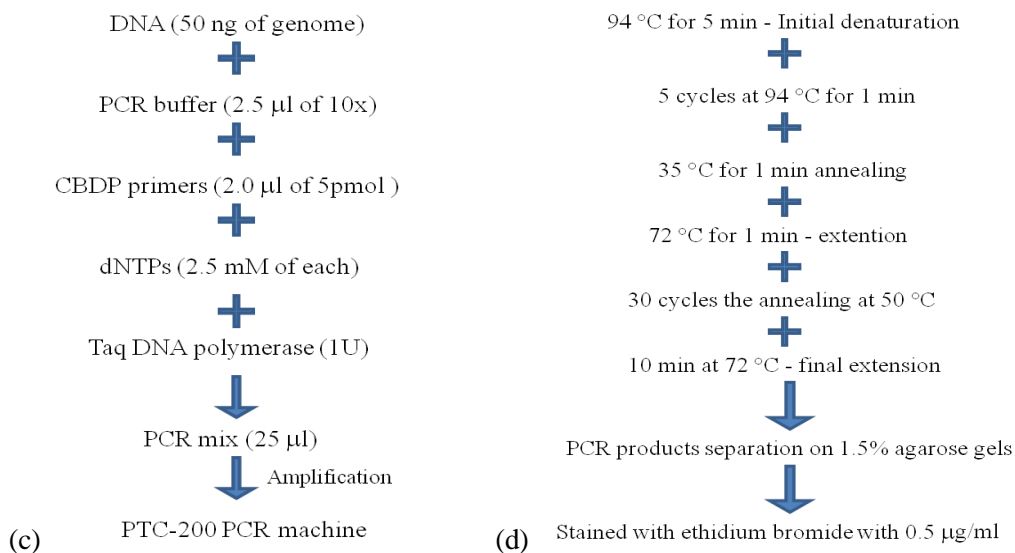 DNA (50 ng of genome)
PCR buffer (2.5 µl of 10x)
CBDP primers (2.0 µl of 5pmol )
dNTPs (2.5 mM of each)
Taq DNA polymerase (1U)
PCR mix (25 µl)
Amplification
PTC-200 PCR machine
(c)
94 °C for 5 min - Initial denaturation
5 cycles at 94 °C for 1 min
35 °C for 1 min annealing
72 °C for 1 min - extention
30 cycles the annealing at 50 °C
10 min at 72 °C - final extension
PCR products separation on 1.5% agarose gels
Stained with ethidium bromide with 0.5 µg/ml
(d)